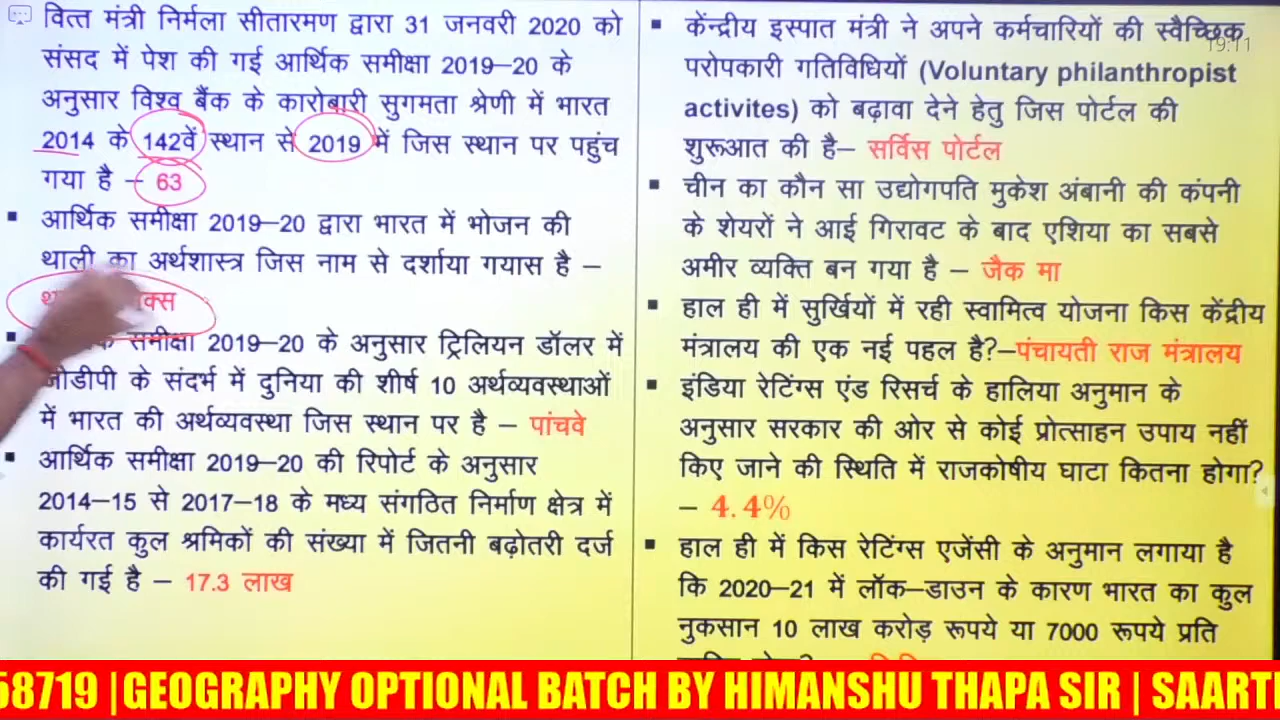 वित्त मंत्री निर्मला सीतारमण द्वारा 31 जनवरी 2020 को
संसद में पेश की गई आर्थिक समीक्षा 2019–20 के
अनुसार विश्व बैंक के कारोबारी सुगमता श्रेणी में भारत
2014 के 142वें स्थान से 2019 में जिस स्थान पर पहुंच
गया है – 63
आर्थिक समीक्षा 2019–20 द्वारा भारत में भोजन की
थाली का अर्थशास्त्र जिस नाम से दर्शाया गयास है –
समीक्षा 2019–20 के अनुसार ट्रिलियन डॉलर में
जीडीपी के संदर्भ में दुनिया की शीर्ष 10 अर्थव्यवस्थाओं
में भारत की अर्थव्यवस्था जिस स्थान पर है – पांचवे
आर्थिक समीक्षा 2019–20 की रिपोर्ट के अनुसार
2014–15 से 2017–18 के मध्य संगठित निर्माण क्षेत्र में
कार्यरत कुल श्रमिकों की संख्या में जितनी बढ़ोतरी दर्ज
की गई है – 17.3 लाख
केंन्द्रीय इस्पात मंत्री ने अपने कर्मचारियों की स्वैच्छिक
19:11
परोपकारी गतिविधियों (Voluntary philanthropist
activites) को बढ़ावा देने हेतु जिस पोर्टल की
शुरूआत की है– सर्विस पोर्टल
चीन का कौन सा उद्योगपति मुकेश अंबानी की कंपनी
के शेयरों ने आई गिरावट के बाद एशिया का सबसे
अमीर व्यक्ति बन गया है – जैक मा
हाल ही में सुर्खियों में रही स्वामित्व योजना किस केंद्रीय
मंत्रालय की एक नई पहल है?–पंचायती राज मंत्रालय
इंडिया रेटिंग्स एंड रिसर्च के हालिया अनुमान के
अनुसार सरकार की ओर से कोई प्रोत्साहन उपाय नहीं
किए जाने की स्थिति में राजकोषीय घाटा कितना होगा?
– 4.4%
हाल ही में किस रेटिंग्स एजेंसी के अनुमान लगाया है
कि 2020–21 में लॉक–डाउन के कारण भारत का कुल
नुकसान 10 लाख करोड़ रूपये या 7000 रूपये प्रति
58719 |GEOGRAPHY OPTIONAL BATCH BY HIMANSHU THAPA SIR | SAARTHI